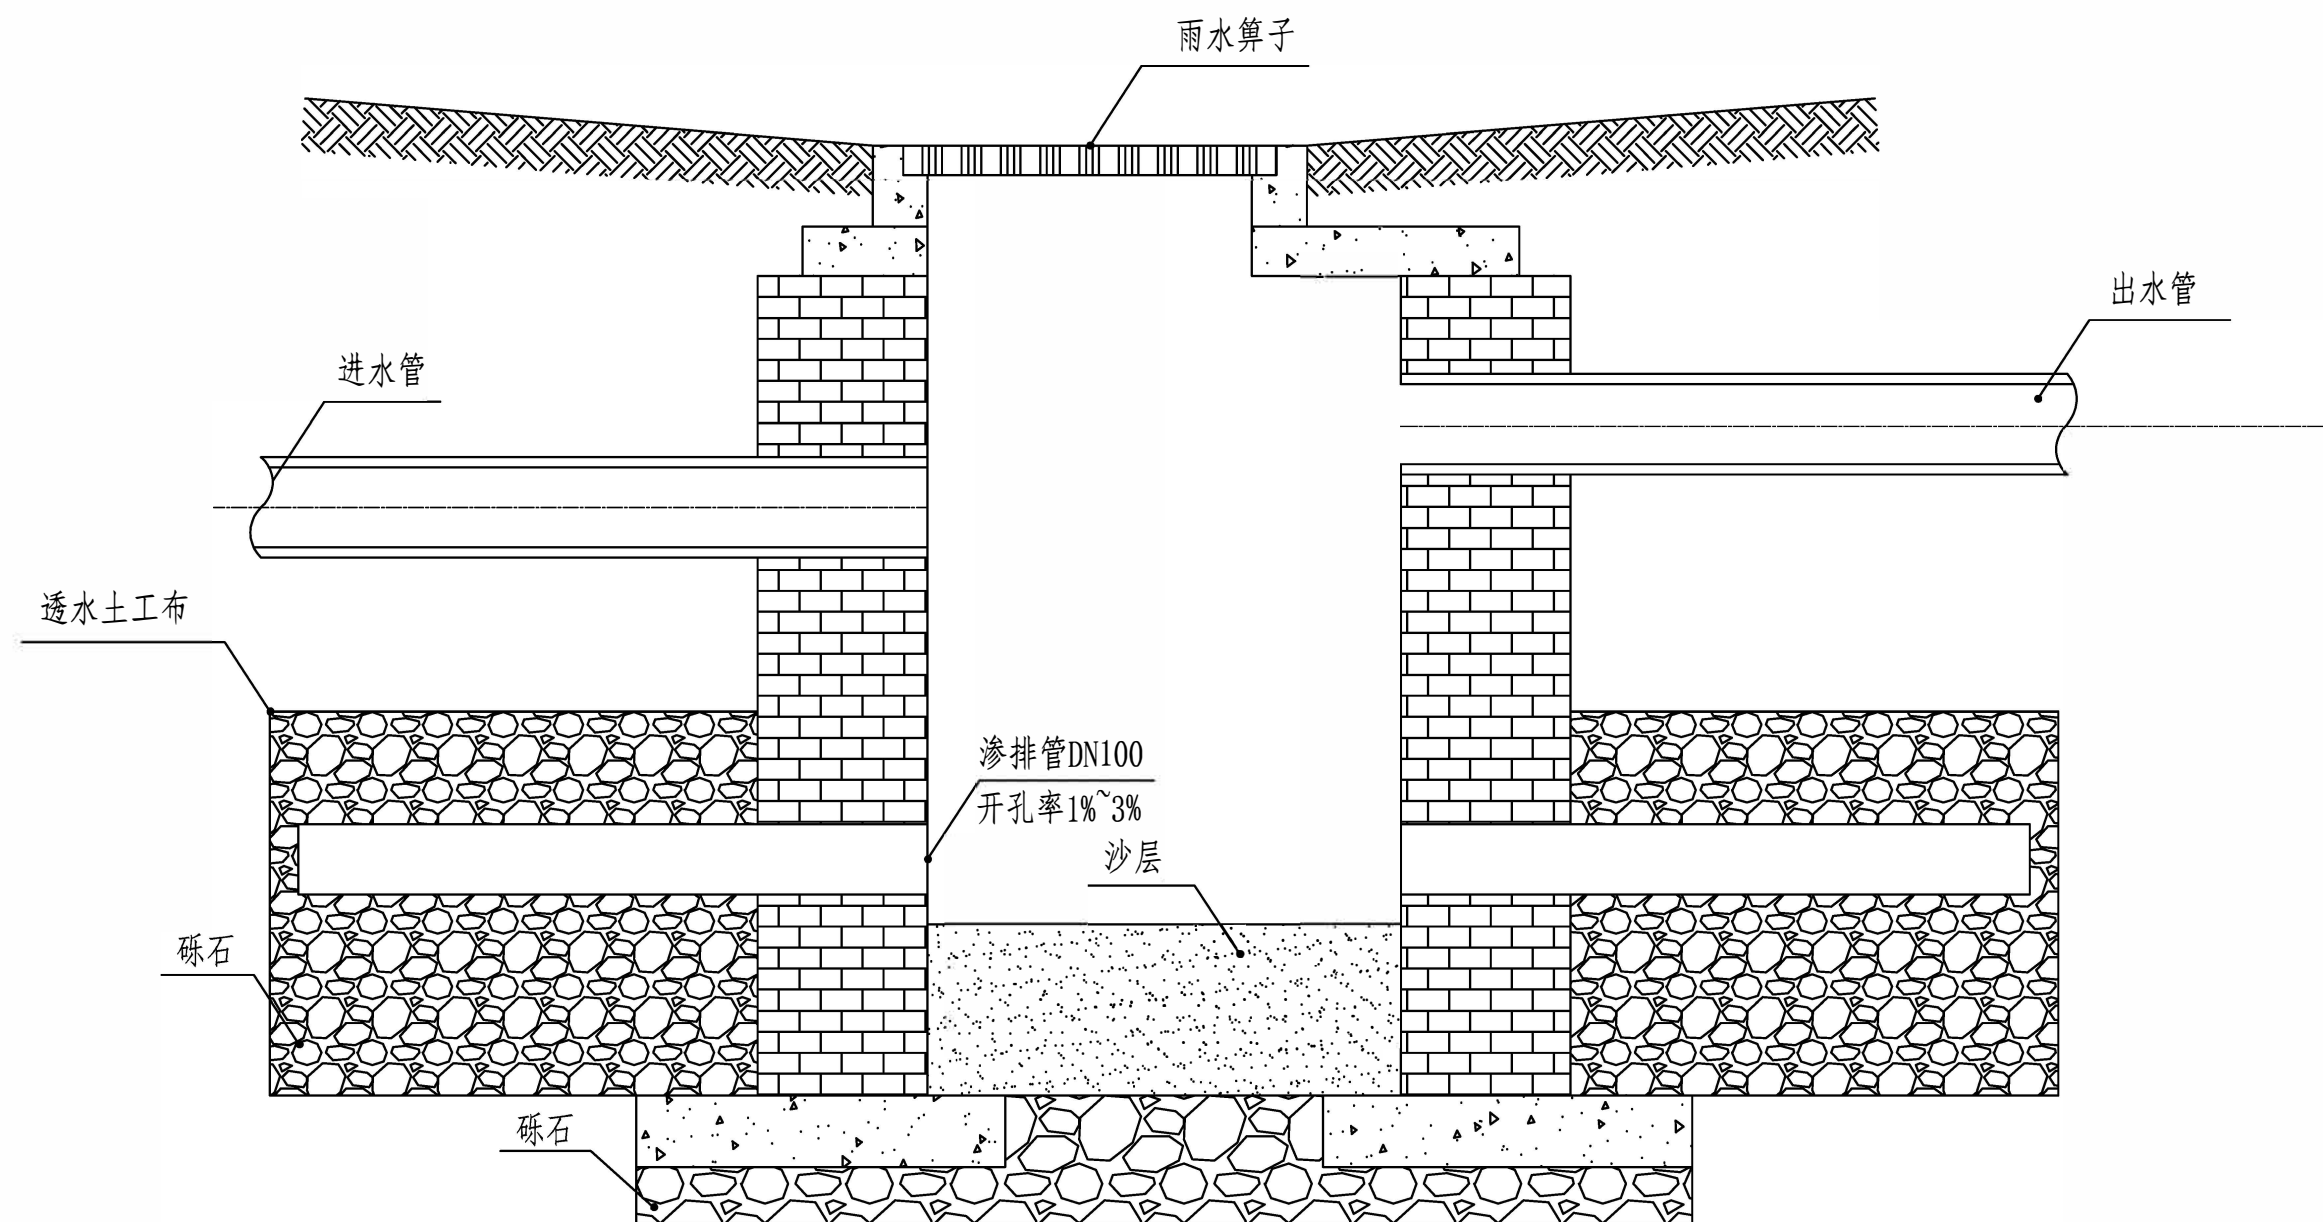 雨水箅子
出水管
进水管
透水土工布
渗排管DN100
开孔率1%~3%
沙层
砾石
砾石